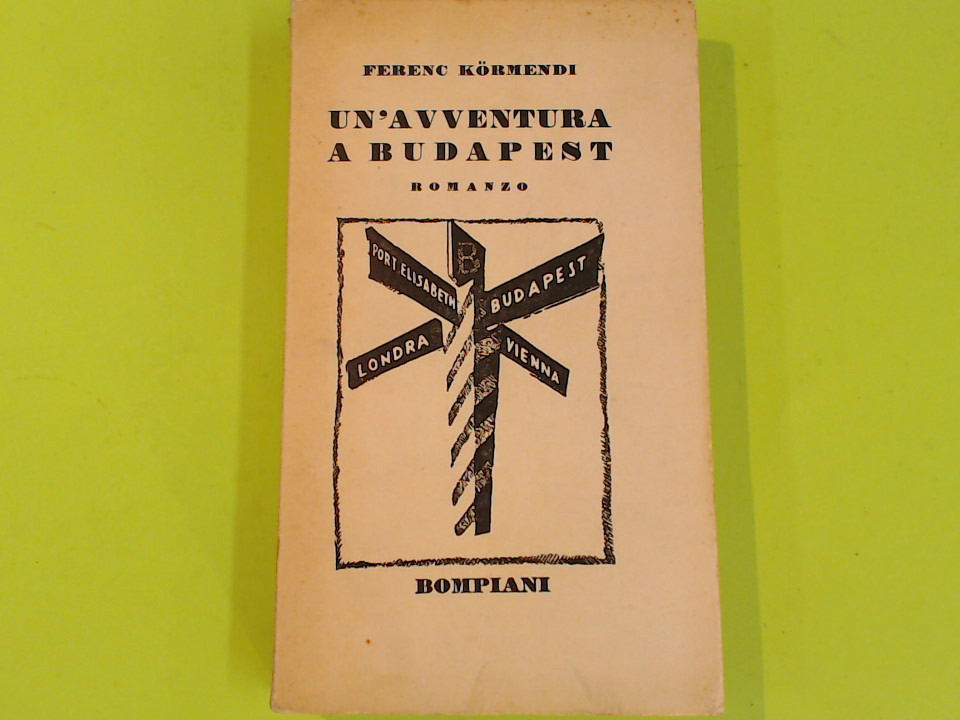 FERENC KÖRMENDI
UN'AVVENTURA
A BUDAPEST
ROMANZO
B
PORT ELISABETH
BUDAPEST
LONDRA
VIENNA
BOMPIANI